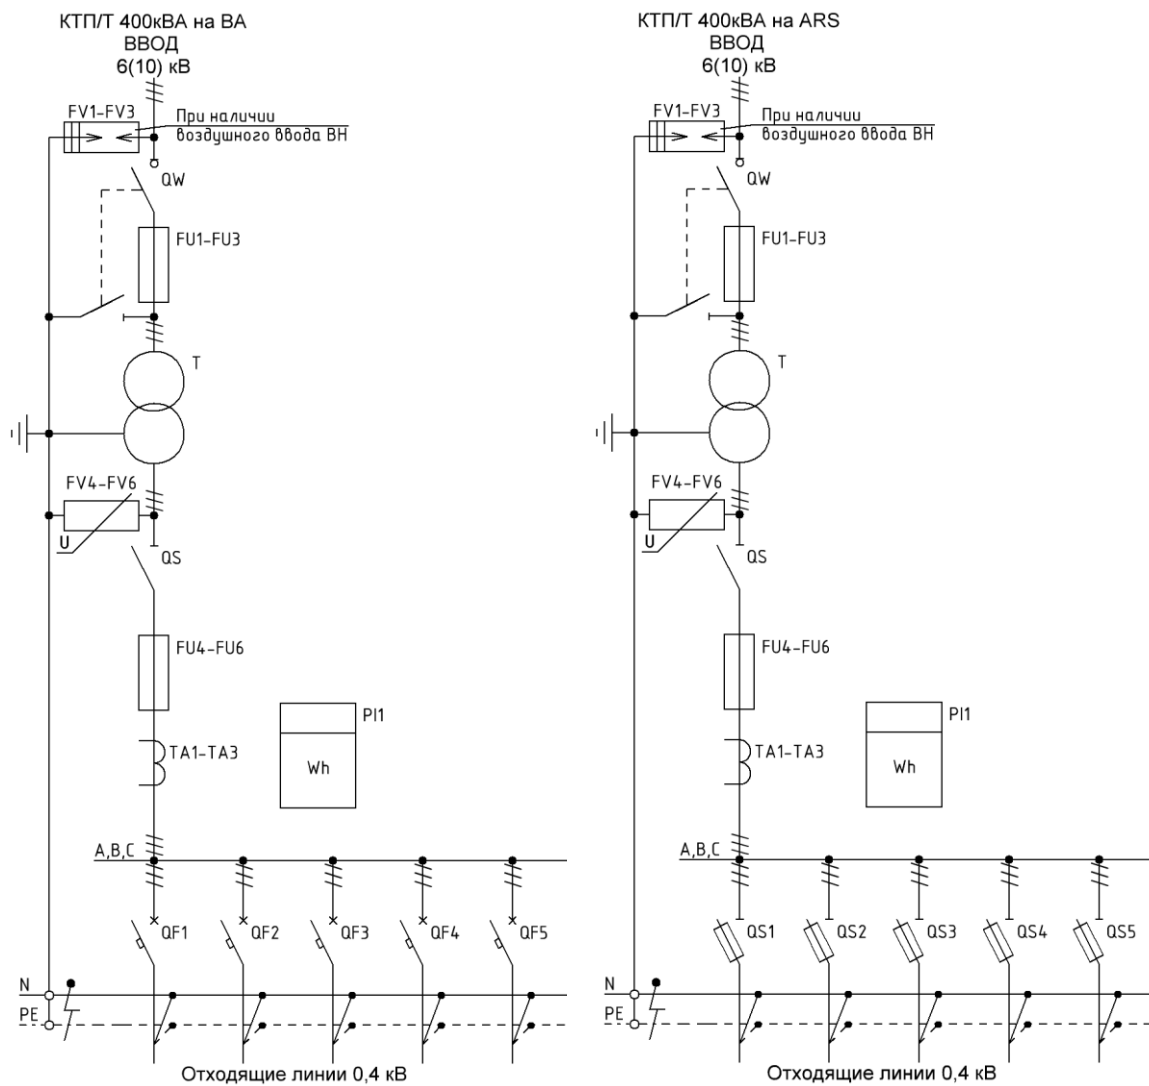 КТП/Т 400кВА на ВА
ВВОД
6(10) кВ
FV1-FV3
При наличии
воздушного ввода ВН
QW
FU1-FU3
T
FV4-FV6
U
QS
FU4-FU6
PI1
TA1-TA3
Wh
A,B,C
QF1
QF2
QF3
QF4
QF5
N
PE
Отходящие линии 0,4 кВ
КТП/Т 400кВА на ARS
ВВОД
6(10) кВ
FV1-FV3
При наличии
воздушного ввода ВН
QW
FU1-FU3
T
FV4-FV6
U
QS
FU4-FU6
PI1
TA1-TA3
Wh
A,B,C
QS1
QS2
QS3
QS4
QS5
N
PE
Отходящие линии 0,4 кВ